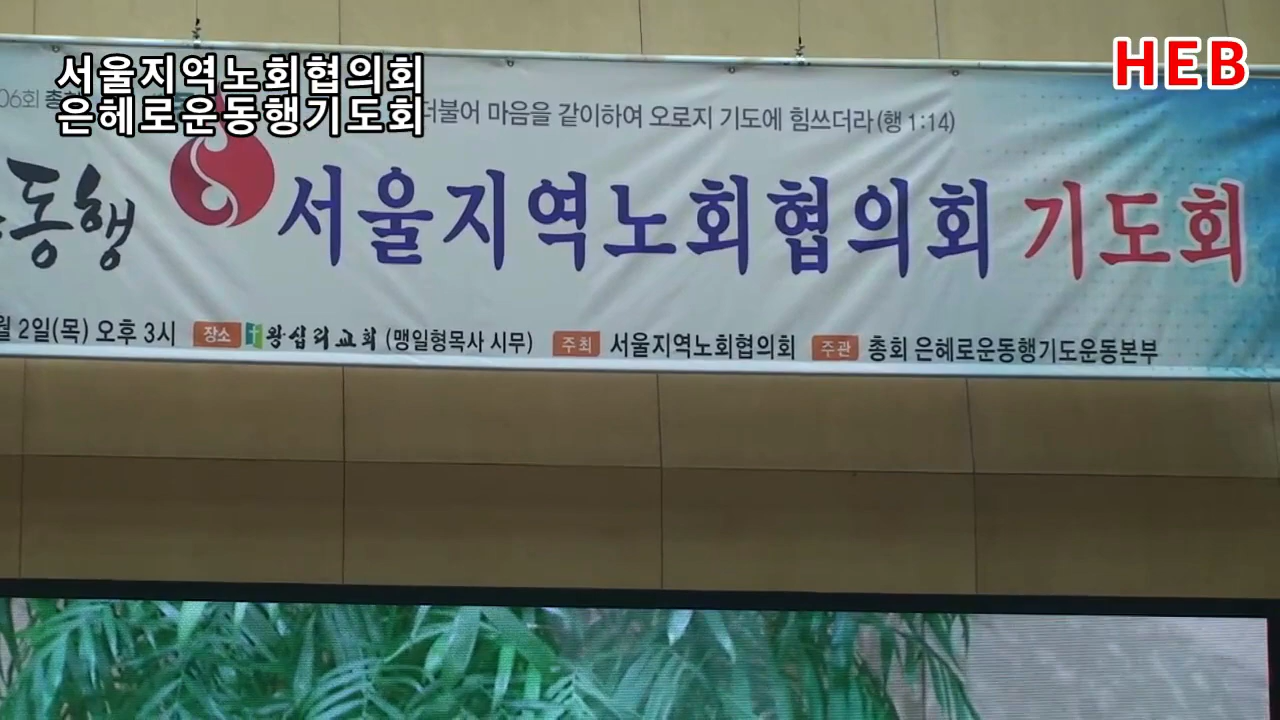 서울지역노회협의회
은혜로운동행기도회
HEB
06회 총
더불어 마음을 같이하여 오로지 기도에 힘쓰더라 (행 1:14)
동행 서울지역노회협의회 기도회
월 2일(목) 오후 3시 장소 왕십리교회 (맹일형목사 시무) 주최 서울지역노회협의회 주관 총회 은혜로운동행기도운동본부